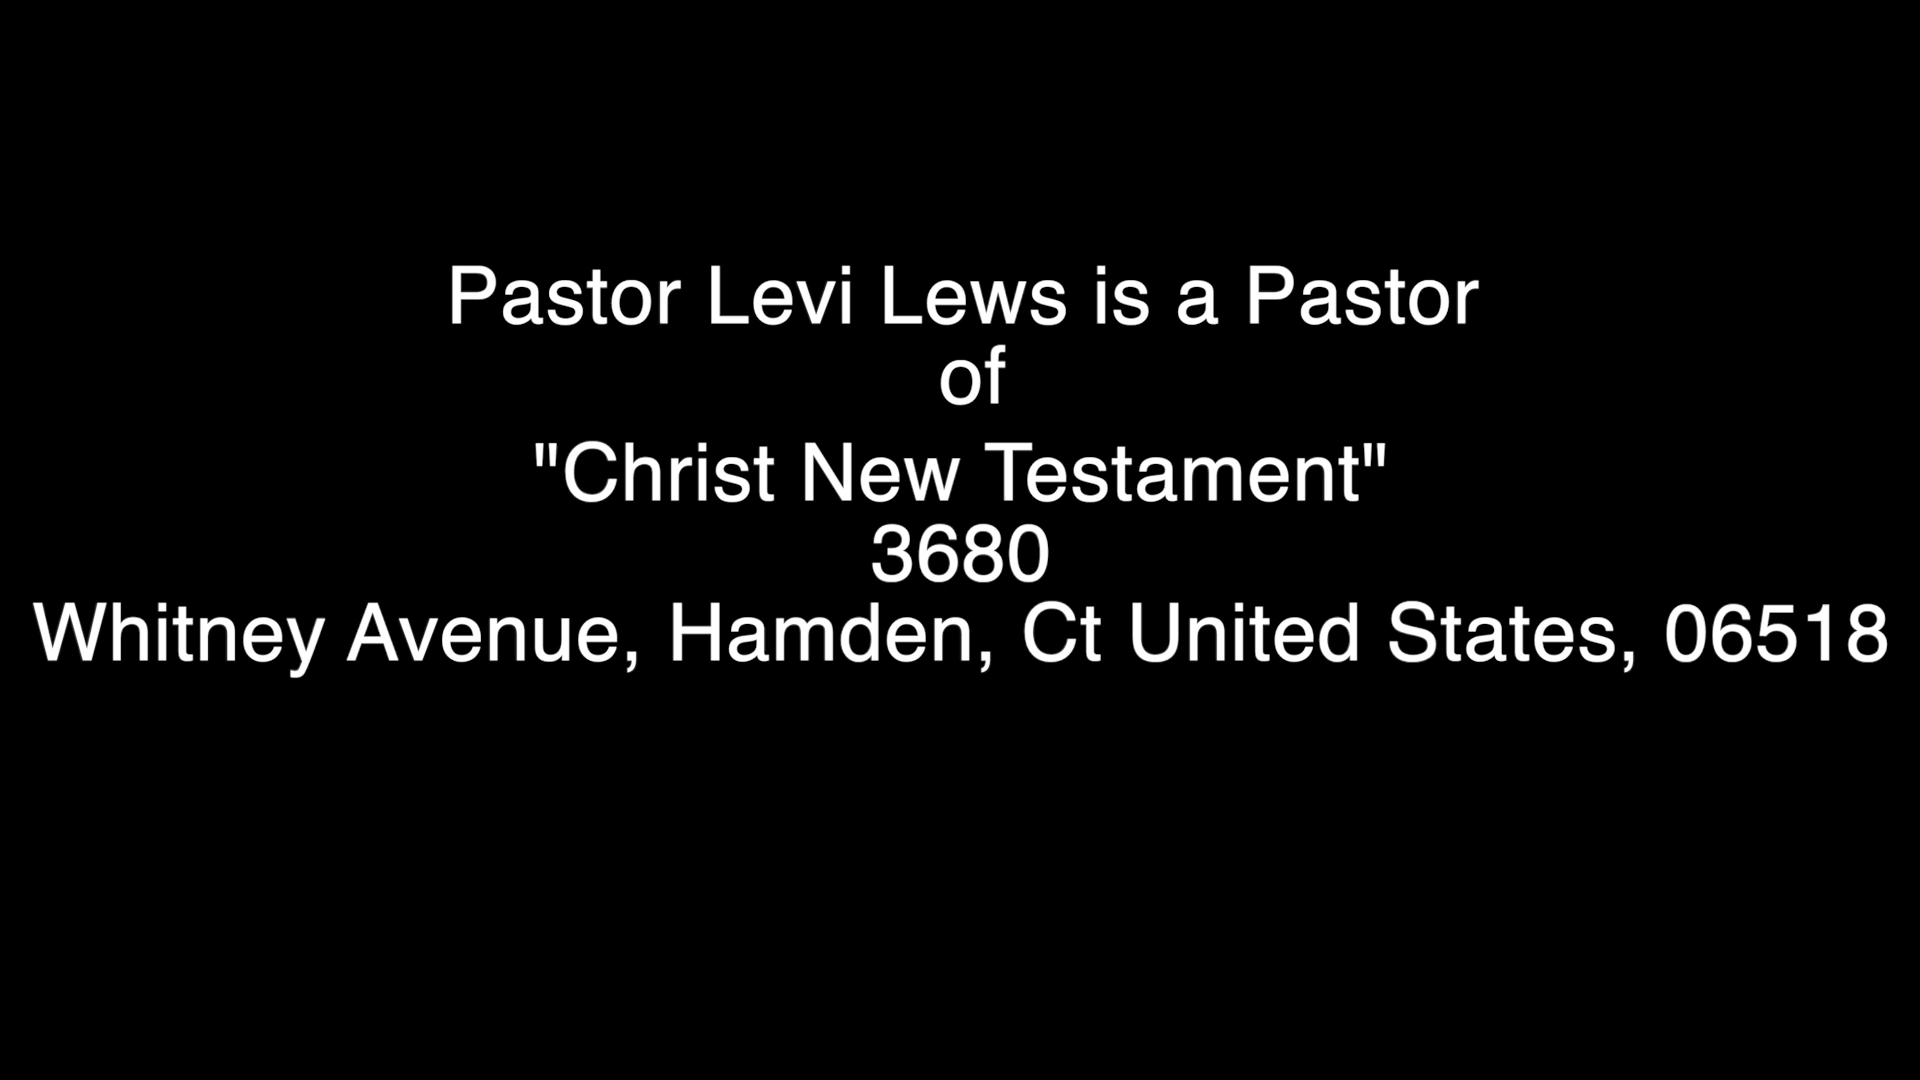 Pastor Levi Lews is a Pastor
of
"Christ New Testament"
3680
Whitney Avenue, Hamden, Ct United States, 06518